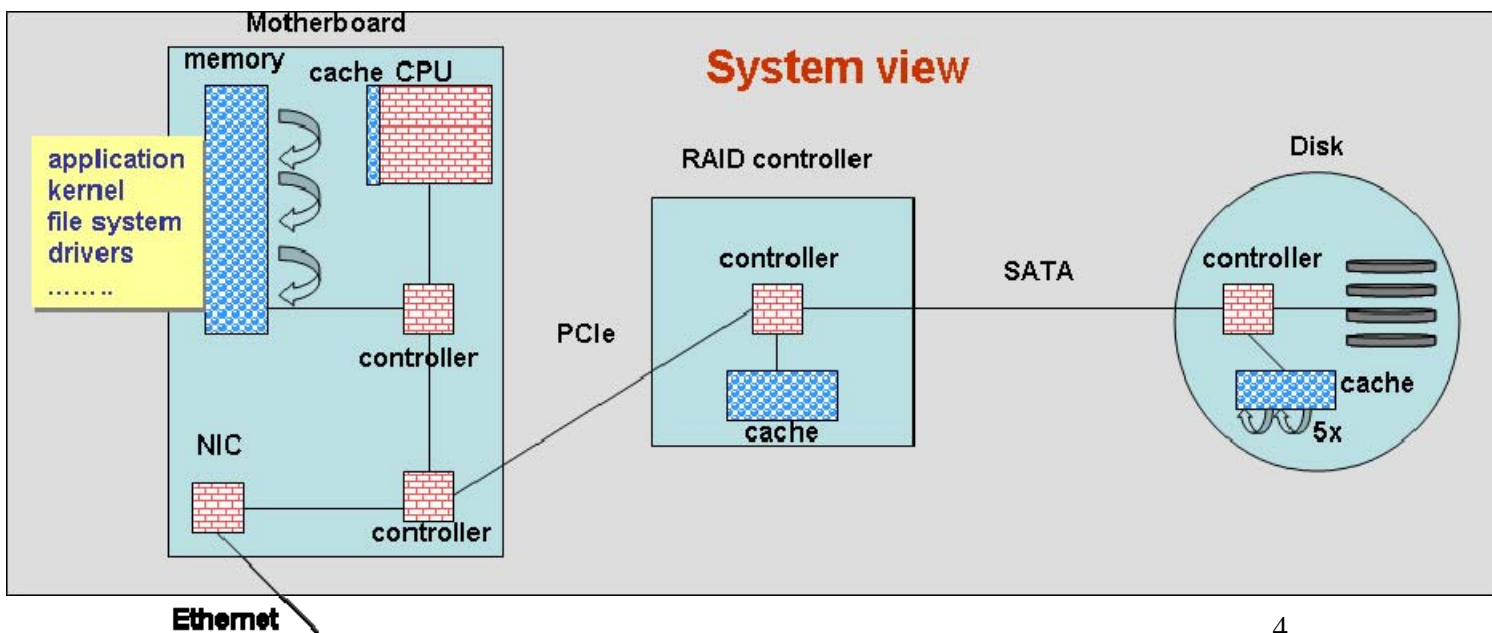 Motherboard
memory
cache CPU
System view
application
kernel
file system
drivers
……..
controller
NIC
controller
Ethernet
PCIe
RAID controller
controller
cache
SATA
Disk
controller
cache
5x
4